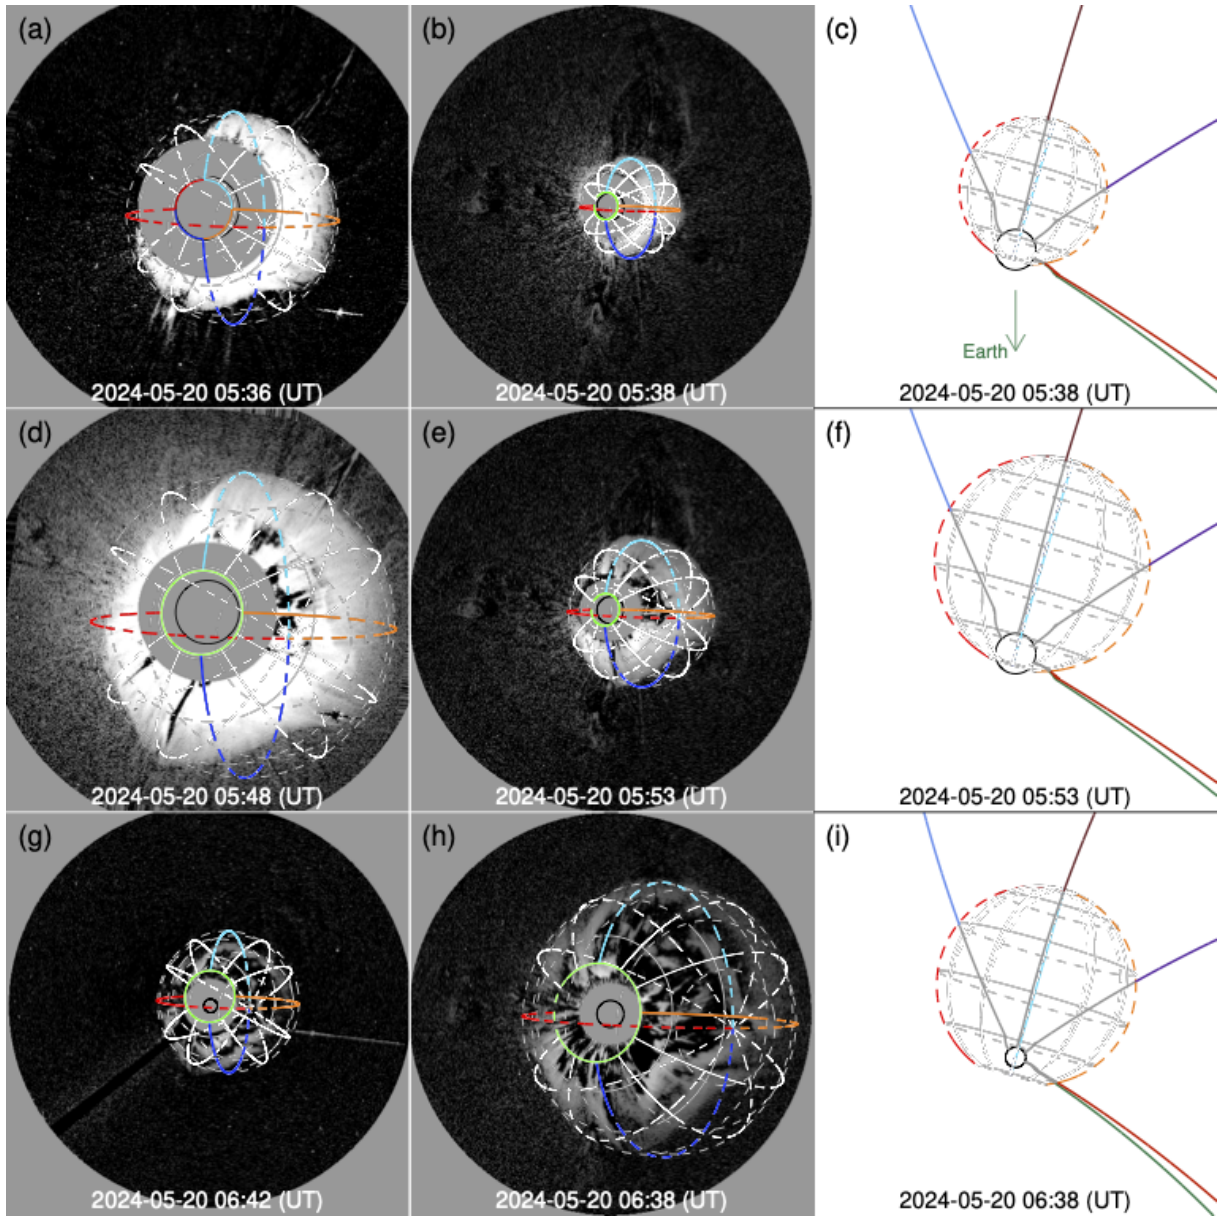 (a)
(b)
(c)
Earth
2024-05-20 05:36 (UT)
2024-05-20 05:38 (UT)
2024-05-20 05:38 (UT)
(d)
(e)
(f)
2024-05-20 05:48 (UT)
2024-05-20 05:53 (UT)
2024-05-20 05:53 (UT)
(g)
(h)
(i)
2024-05-20 06:42 (UT)
2024-05-20 06:38 (UT)
2024-05-20 06:38 (UT)